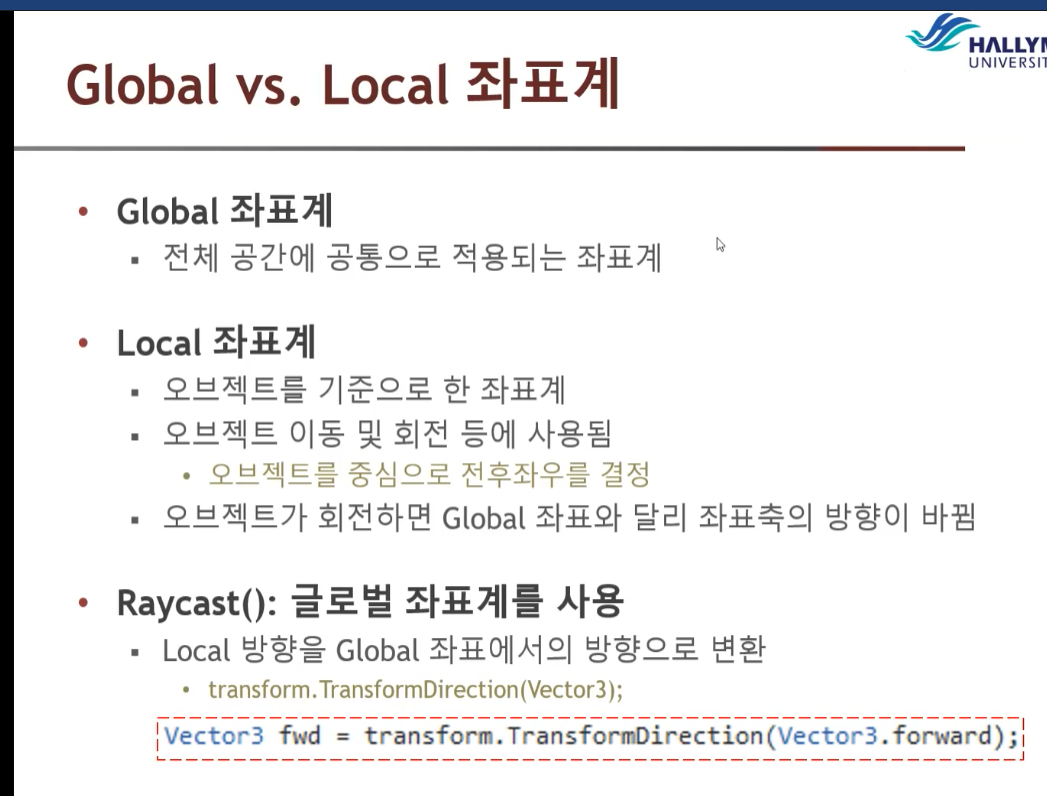 HALLYM
UNIVERSIT
Global vs. Local 좌표계
• Global 좌표계
▪ 전체 공간에 공통으로 적용되는 좌표계
• Local 좌표계
▪ 오브젝트를 기준으로 한 좌표계
▪ 오브젝트 이동 및 회전 등에 사용됨
• 오브젝트를 중심으로 전후좌우를 결정
▪ 오브젝트가 회전하면 Global 좌표와 달리 좌표축의 방향이 바뀜
• Raycast(): 글로벌 좌표계를 사용
▪ Local 방향을 Global 좌표에서의 방향으로 변환
• transform.TransformDirection(Vector3);
Vector3 fwd = transform.TransformDirection(Vector3.forward);